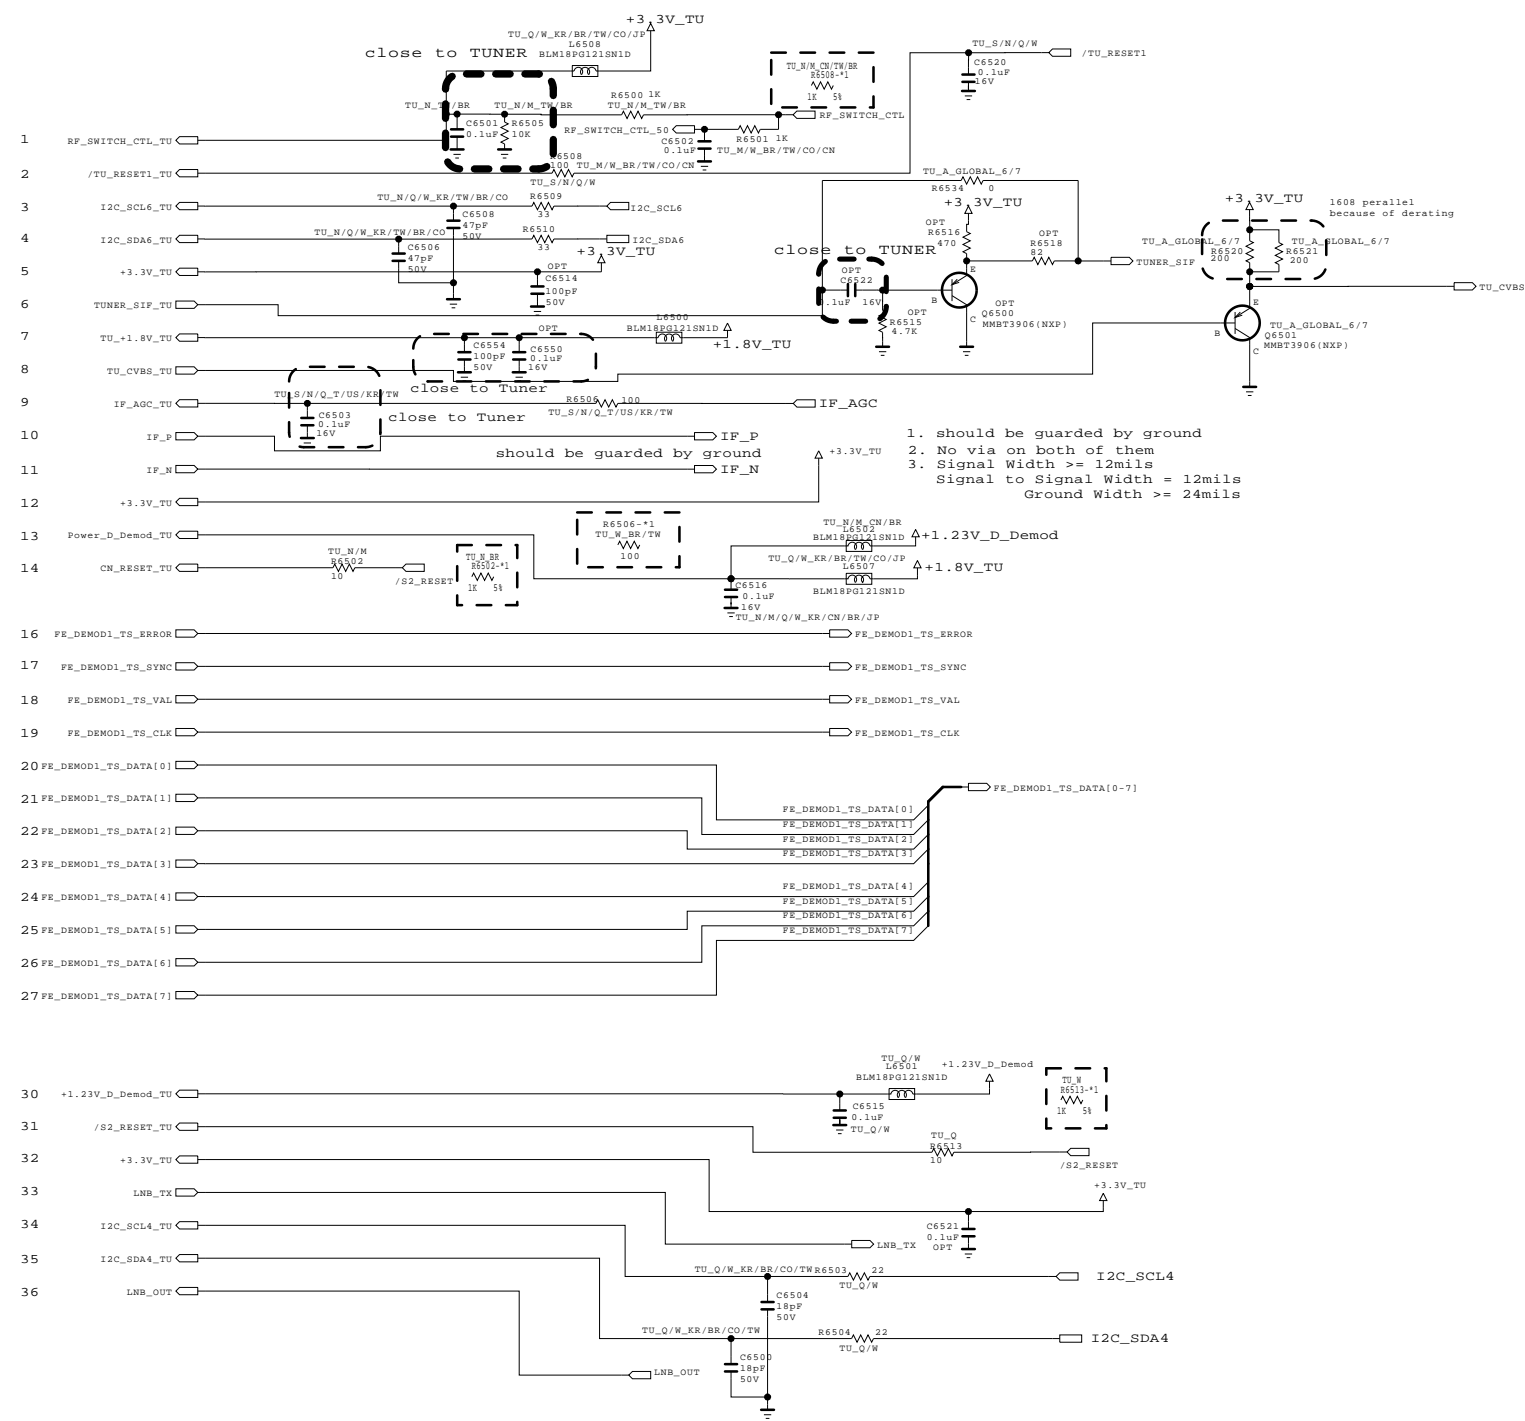 +3.3V_TU
TU_Q/W_KR/BR/TW/CO/JP
L6508
BLM18PG121SN1D
close to TUNER
TU_N_TW/BR
TU_N/M_TW/BR
C6501
0.1uF
R6505
10K
R6500 1K
TU_N/M_TW/BR
TU_N/M_CN/TW/BR
R6508-*1
1K 5%
RF_SWITCH_CTL
RF_SWITCH_CTL_50
R6501 1K
C6502
0.1uF
TU_M/W_BR/TW/CO/CN
TU_S/N/Q/W
/TU_RESET1
C6520
0.1uF
16V
1 RF_SWITCH_CTL_TU
2 /TU_RESET1_TU
R6508
100 TU_M/W_BR/TW/CO/CN
TU_S/N/Q/W
3 I2C_SCL6_TU
TU_N/Q/W_KR/TW/BR/CO
R6509
33
I2C_SCL6
C6508
47pF
50V
4 I2C_SDA6_TU
TU_N/Q/W_KR/TW/BR/CO
R6510
33
I2C_SDA6
C6506
47pF
50V
5 +3.3V_TU
+3.3V_TU
OPT
C6514
100pF
50V
6 TUNER_SIF_TU
TU_A_GLOBAL_6/7
R6534 0
+3.3V_TU
OPT
R6516
470
OPT
R6518
82
TUNER_SIF
close to TUNER
OPT
C6522
0.1uF 16V
OPT
R6515
4.7K
E
B
C
OPT
Q6500
MMBT3906(NXP)
+3.3V_TU
1608 perallel
because of derating
TU_A_GLOBAL_6/7
R6520
200
TU_A_GLOBAL_6/7
R6521
200
TU_CVBS
E
B
C
TU_A_GLOBAL_6/7
Q6501
MMBT3906(NXP)
7 TU_+1.8V_TU
OPT
C6554
100pF
50V
C6550
0.1uF
16V
L6500
BLM18PG121SN1D
+1.8V_TU
8 TU_CVBS_TU
close to Tuner
9 IF_AGC_TU
TU_S/N/Q_T/US/KR/TW
C6503
0.1uF
16V
close to Tuner
R6506 100
TU_S/N/Q_T/US/KR/TW
IF_AGC
10 IF_P
IF_P
should be guarded by ground
11 IF_N
IF_N
1. should be guarded by ground
2. No via on both of them
3. Signal Width >= 12mils
Signal to Signal Width = 12mils
Ground Width >= 24mils
12 +3.3V_TU
+3.3V_TU
13 Power_D_Demod_TU
R6506-*1
TU_W_BR/TW
100
TU_N/M_CN/BR
L6502
BLM18PG121SN1D
+1.23V_D_Demod
TU_Q/W_KR/BR/TW/CO/JP
L6507
BLM18PG121SN1D
+1.8V_TU
C6516
0.1uF
16V
TU_N/M/Q/W_KR/CN/BR/JP
14 CN_RESET_TU
TU_N/M
R6502
10
/S2_RESET
TU_N_BR
R6502-*1
1K 5%
16 FE_DEMOD1_TS_ERROR
FE_DEMOD1_TS_ERROR
17 FE_DEMOD1_TS_SYNC
FE_DEMOD1_TS_SYNC
18 FE_DEMOD1_TS_VAL
FE_DEMOD1_TS_VAL
19 FE_DEMOD1_TS_CLK
FE_DEMOD1_TS_CLK
20 FE_DEMOD1_TS_DATA[0]
21 FE_DEMOD1_TS_DATA[1]
22 FE_DEMOD1_TS_DATA[2]
23 FE_DEMOD1_TS_DATA[3]
24 FE_DEMOD1_TS_DATA[4]
25 FE_DEMOD1_TS_DATA[5]
26 FE_DEMOD1_TS_DATA[6]
27 FE_DEMOD1_TS_DATA[7]
FE_DEMOD1_TS_DATA[0-7]
FE_DEMOD1_TS_DATA[0]
FE_DEMOD1_TS_DATA[1]
FE_DEMOD1_TS_DATA[2]
FE_DEMOD1_TS_DATA[3]
FE_DEMOD1_TS_DATA[4]
FE_DEMOD1_TS_DATA[5]
FE_DEMOD1_TS_DATA[6]
FE_DEMOD1_TS_DATA[7]
30 +1.23V_D_Demod_TU
TU_Q/W
L6501
BLM18PG121SN1D
+1.23V_D_Demod
C6515
0.1uF
TU_Q/W
TU_W
R6513-*1
1K 5%
31 /S2_RESET_TU
TU_Q
R6513
10
/S2_RESET
32 +3.3V_TU
+3.3V_TU
C6521
0.1uF
OPT
33 LNB_TX
LNB_TX
34 I2C_SCL4_TU
TU_Q/W_KR/BR/CO/TW
R6503 22
TU_Q/W
I2C_SCL4
C6504
18pF
50V
35 I2C_SDA4_TU
TU_Q/W_KR/BR/CO/TW
R6504 22
TU_Q/W
I2C_SDA4
C6500
18pF
50V
36 LNB_OUT
LNB_OUT